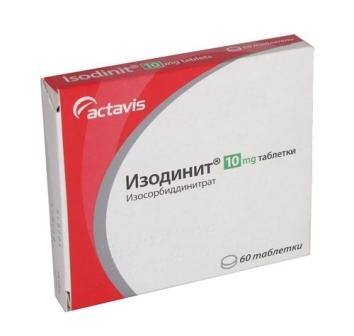 Isodinit® 10 mg tablets
actavis
Изодинит® 10 mg таблетки
Изосорбиддинитрат
60 таблетки